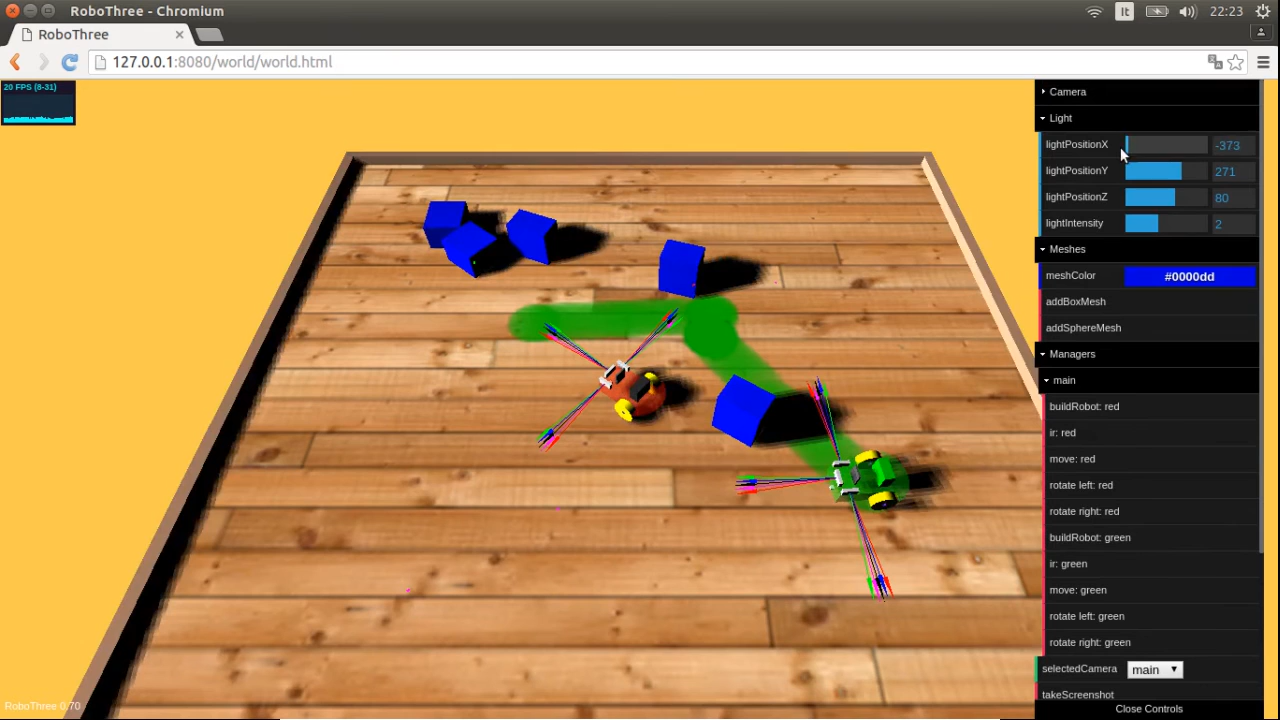 RoboThree - Chromium
It
22:23
RoboThree
127.0.0.1:8080/world/world.html
20 FPS (8-31)
Camera
Light
lightPositionX -373
lightPositionY 271
lightPositionZ 80
lightIntensity 2
Meshes
meshColor #0000dd
addBoxMesh
addSphereMesh
Managers
main
buildRobot: red
ir: red
move: red
rotate left: red
rotate right: red
buildRobot: green
ir: green
move: green
rotate left: green
rotate right: green
selectedCamera main
takeScreenshot
Close Controls
RoboThree 0.70